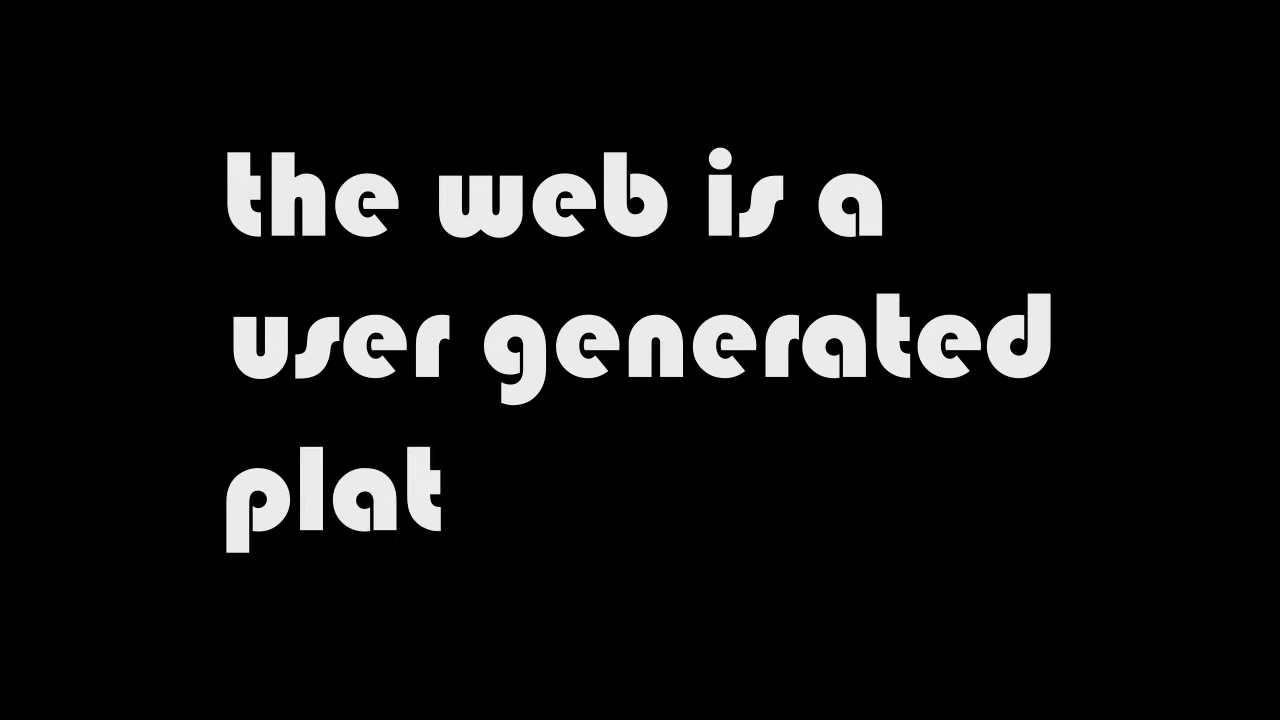 the web is a
user generated
plat